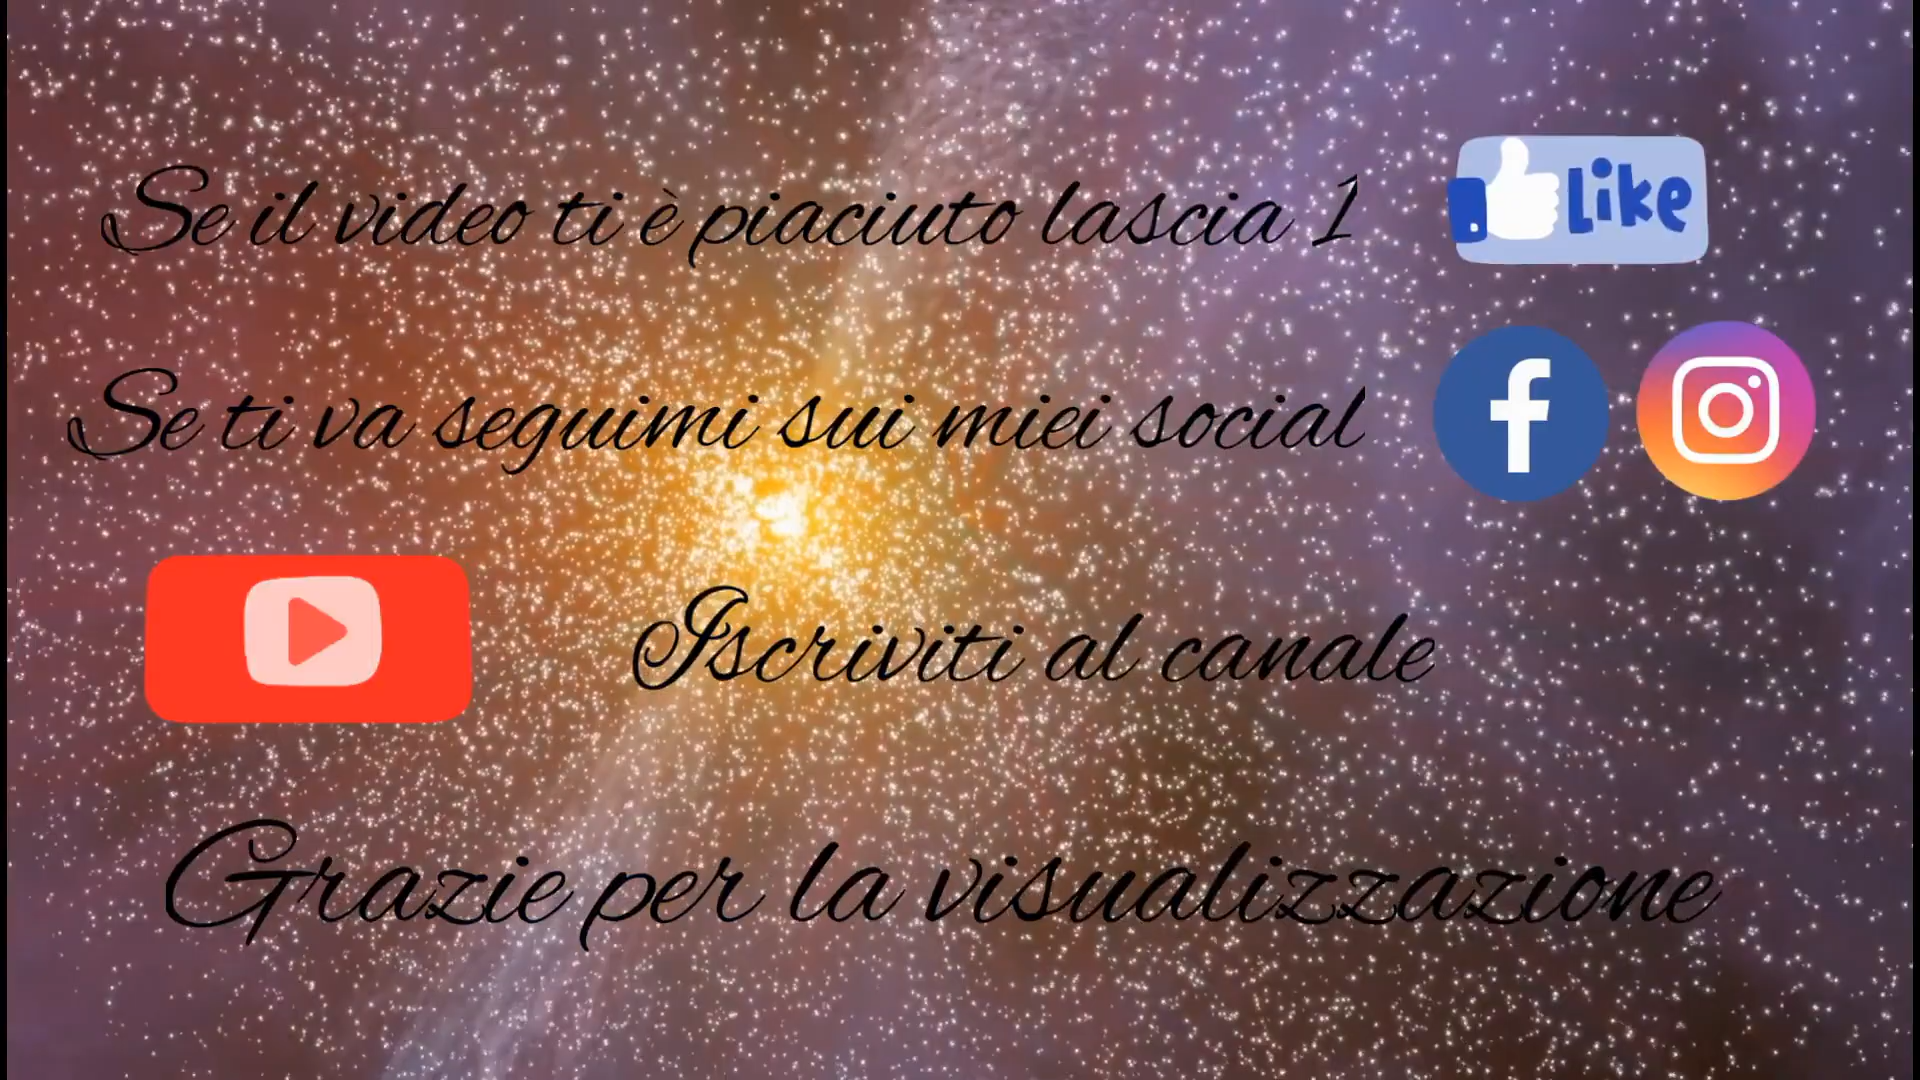 Se il video ti è piaciuto lascia 1 Like
Se ti va seguimi sui miei social
Iscriviti al canale
Grazie per la visualizzazione